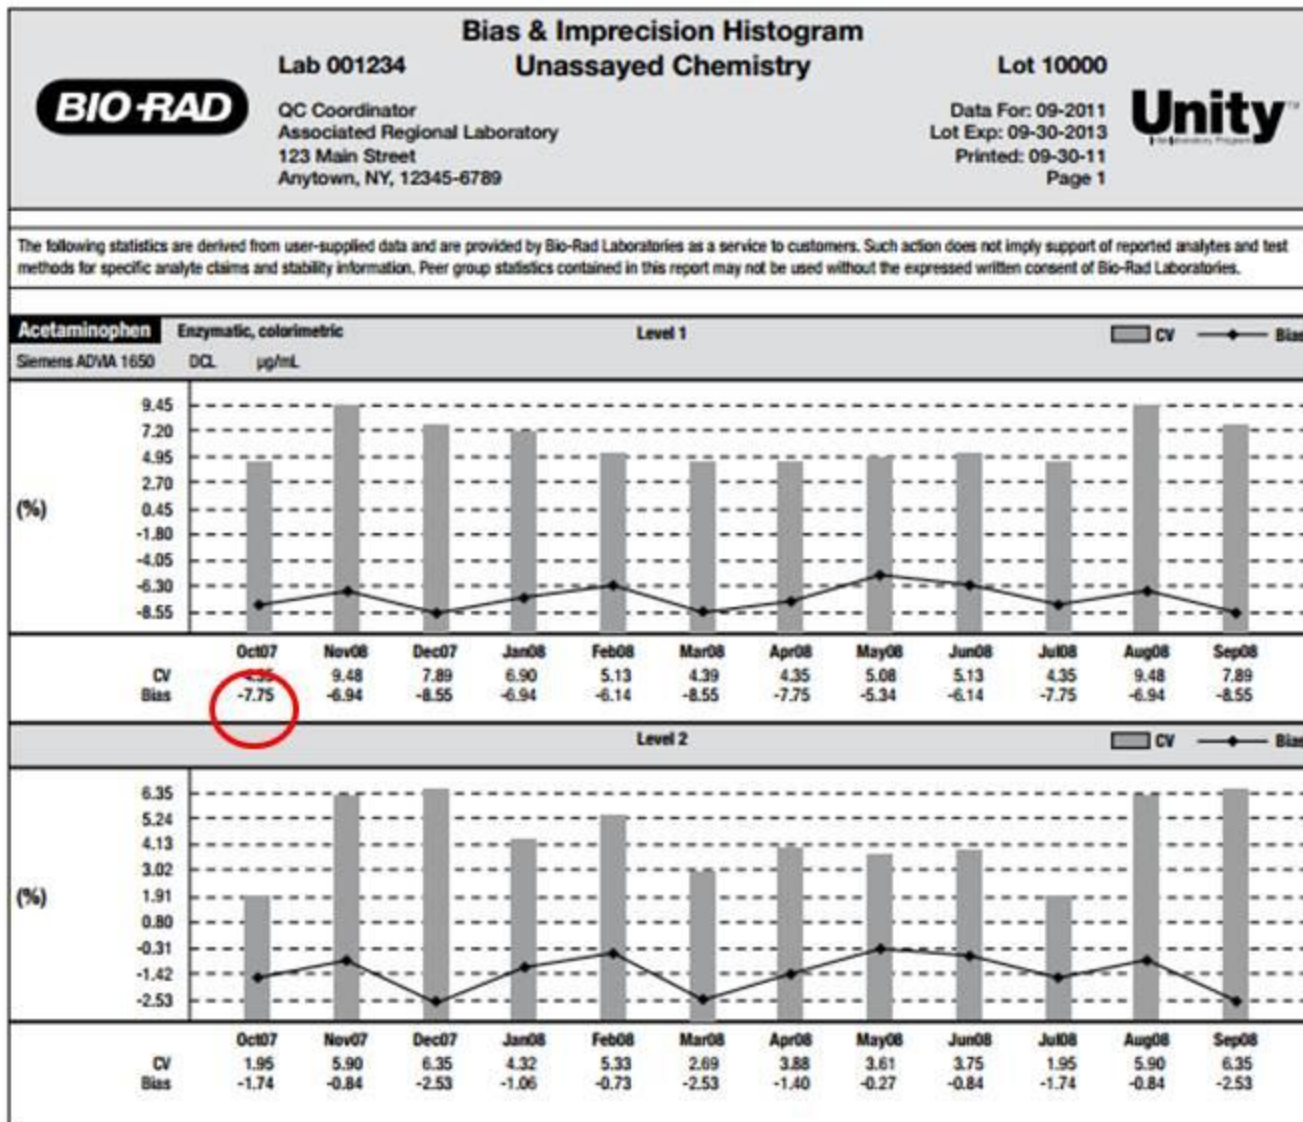 Bias & Imprecision Histogram
Unassayed Chemistry
Lab 001234
Lot 10000
BIO-RAD
QC Coordinator
Associated Regional Laboratory
123 Main Street
Anytown, NY, 12345-6789
Data For: 09-2011
Lot Exp: 09-30-2013
Printed: 09-30-11
Page 1
Unity™
The following statistics are derived from user-supplied data and are provided by Bio-Rad Laboratories as a service to customers. Such action does not imply support of reported analytes and test
methods for specific analyte claims and stability information. Peer group statistics contained in this report may not be used without the expressed written consent of Bio-Rad Laboratories.
Acetaminophen Enzymatic, colorimetric Level 1 CV Bias
Siemens ADVIA 1650 DCL µg/mL
(%)
9.45
7.20
4.95
2.70
0.45
-1.80
-4.05
-6.30
-8.55
Oct07 Nov08 Dec07 Jan08 Feb08 Mar08 Apr08 May08 Jun08 Jul08 Aug08 Sep08
CV 4.35 9.48 7.89 6.90 5.13 4.39 4.35 5.08 5.13 4.35 9.48 7.89
Bias -7.75 -6.94 -8.55 -6.94 -6.14 -8.55 -7.75 -5.34 -6.14 -7.75 -6.94 -8.55
Level 2 CV Bias
(%)
6.35
5.24
4.13
3.02
1.91
0.80
-0.31
-1.42
-2.53
Oct07 Nov07 Dec07 Jan08 Feb08 Mar08 Apr08 May08 Jun08 Jul08 Aug08 Sep08
CV 1.95 5.90 6.35 4.32 5.33 2.69 3.88 3.61 3.75 1.95 5.90 6.35
Bias -1.74 -0.84 -2.53 -1.06 -0.73 -2.53 -1.40 -0.27 -0.84 -1.74 -0.84 -2.53